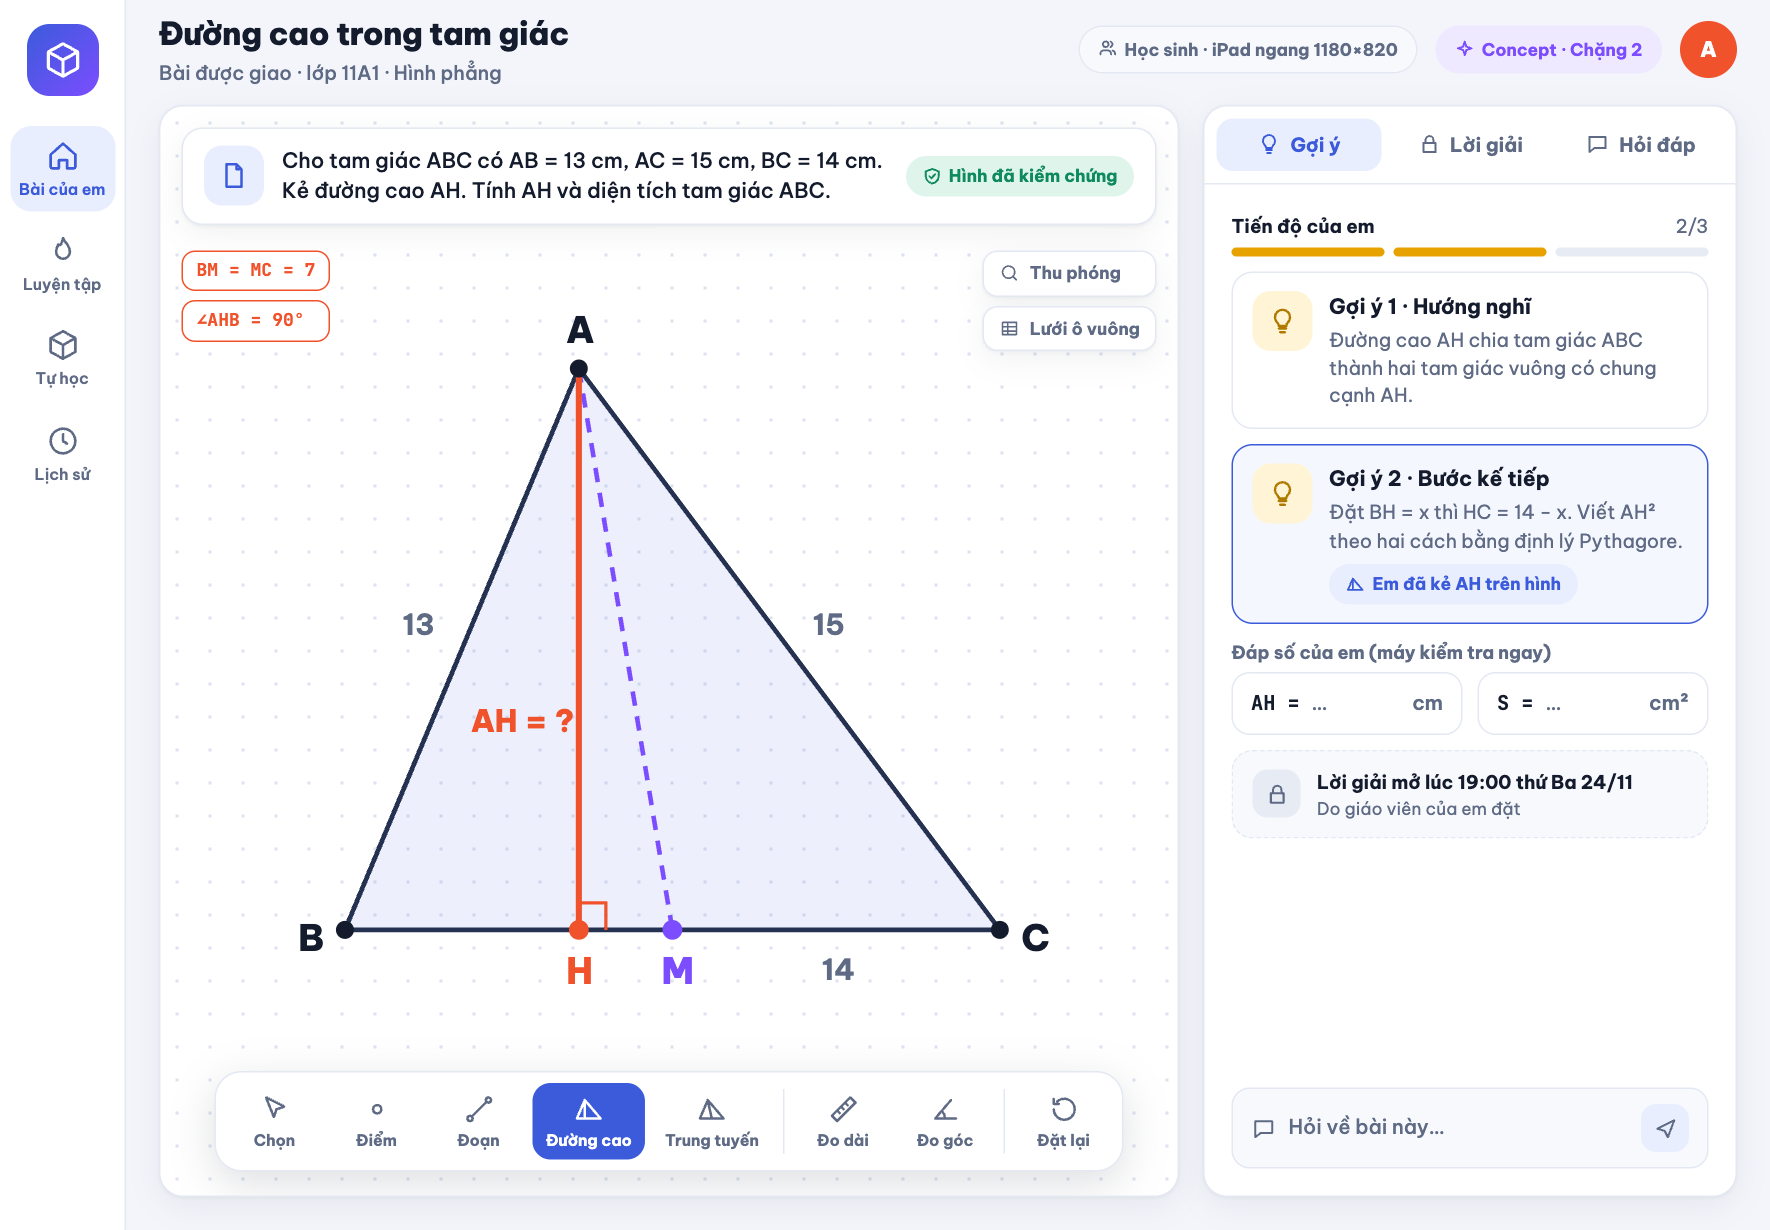 Đường cao trong tam giác
Bài được giao · lớp 11A1 · Hình phẳng
Học sinh · iPad ngang 1180×820
Concept · Chặng 2
A
Bài của em
Luyện tập
Tự học
Lịch sử
Cho tam giác ABC có AB = 13 cm, AC = 15 cm, BC = 14 cm.
Kẻ đường cao AH. Tính AH và diện tích tam giác ABC.
Hình đã kiểm chứng
BM = MC = 7
∠AHB = 90°
Thu phóng
Lưới ô vuông
A
13
15
AH = ?
B
C
H
M
14
Chọn
Điểm
Đoạn
Đường cao
Trung tuyến
Đo dài
Đo góc
Đặt lại
Gợi ý
Lời giải
Hỏi đáp
Tiến độ của em
2/3
Gợi ý 1 · Hướng nghĩ
Đường cao AH chia tam giác ABC
thành hai tam giác vuông có chung
cạnh AH.
Gợi ý 2 · Bước kế tiếp
Đặt BH = x thì HC = 14 − x. Viết AH²
theo hai cách bằng định lý Pythagore.
Em đã kẻ AH trên hình
Đáp số của em (máy kiểm tra ngay)
AH = … cm
S = … cm²
Lời giải mở lúc 19:00 thứ Ba 24/11
Do giáo viên của em đặt
Hỏi về bài này...